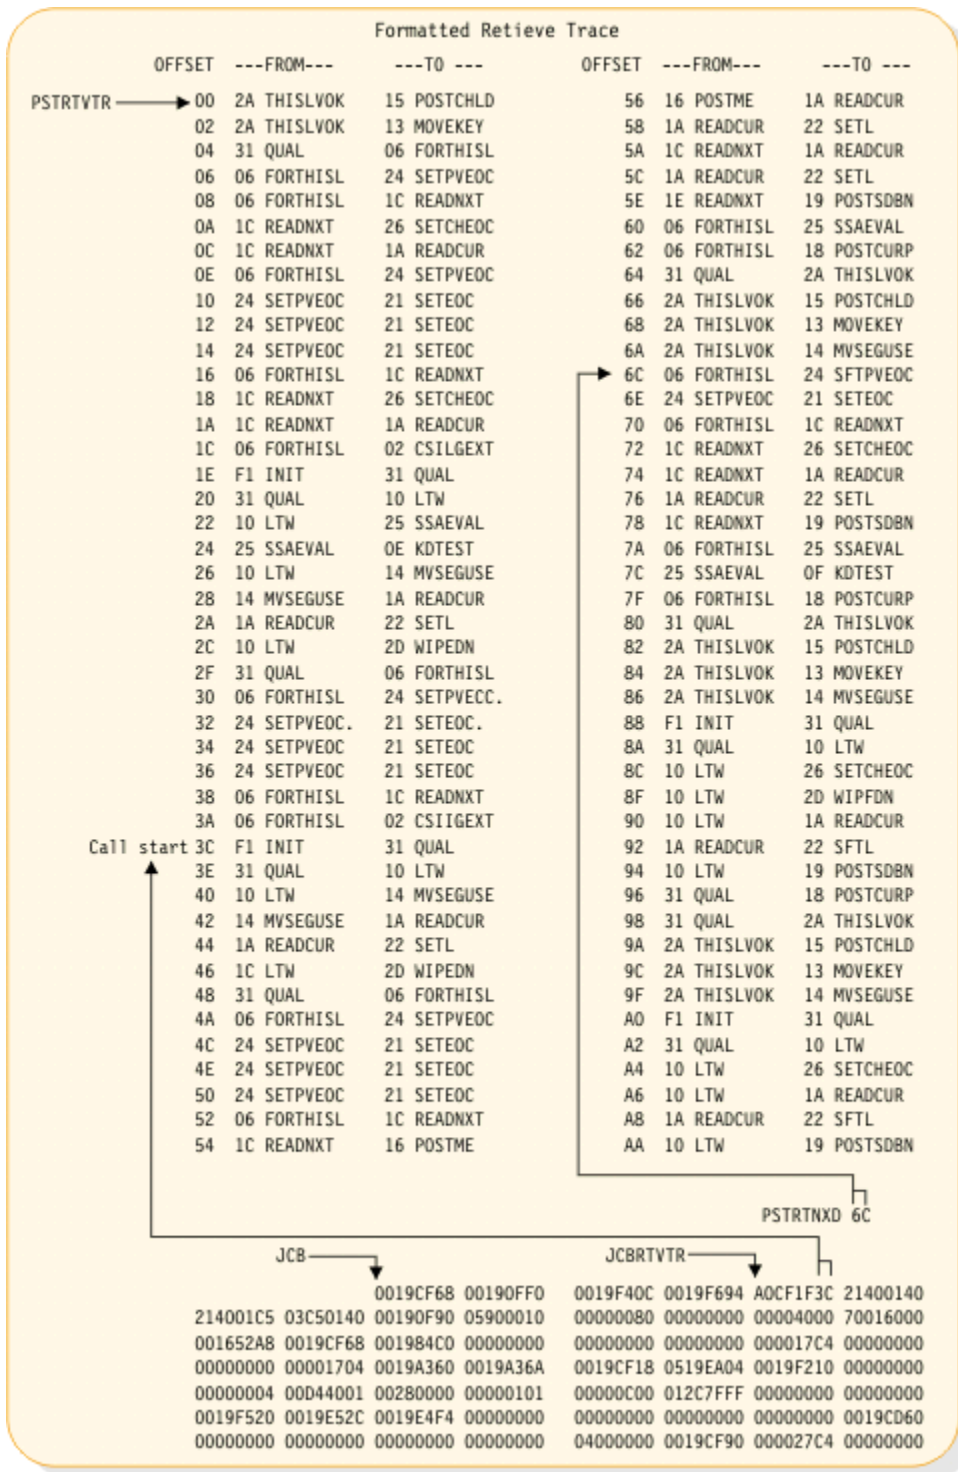 Formatted Retieve Trace
OFFSET ---FROM--- ---TO --- OFFSET ---FROM--- ---TO ---
PSTRTVTR 00 2A THISLVOK 15 POSTCHLD 56 16 POSTME 1A READCUR
02 2A THISLVOK 13 MOVEKEY 58 1A READCUR 22 SETL
04 31 QUAL 06 FORTHISL 5A 1C READNXT 1A READCUR
06 06 FORTHISL 24 SETPVEOC 5C 1A READCUR 22 SETL
08 06 FORTHISL 1C READNXT 5E 1E READNXT 19 POSTSDBN
0A 1C READNXT 26 SETCHEOC 60 06 FORTHISL 25 SSAEVAL
0C 1C READNXT 1A READCUR 62 06 FORTHISL 18 POSTCURP
0E 06 FORTHISL 24 SETPVEOC 64 31 QUAL 2A THISLVOK
10 24 SETPVEOC 21 SETEOC 66 2A THISLVOK 15 POSTCHLD
12 24 SETPVEOC 21 SETEOC 68 2A THISLVOK 13 MOVEKEY
14 24 SETPVEOC 21 SETEOC 6A 2A THISLVOK 14 MVSEGUSE
16 06 FORTHISL 1C READNXT 6C 06 FORTHISL 24 SFTPVEOC
18 1C READNXT 26 SETCHEOC 6E 24 SETPVEOC 21 SETEOC
1A 1C READNXT 1A READCUR 70 06 FORTHISL 1C READNXT
1C 06 FORTHISL 02 CSILGEXT 72 1C READNXT 26 SETCHEOC
1E F1 INIT 31 QUAL 74 1C READNXT 1A READCUR
20 31 QUAL 10 LTW 76 1A READCUR 22 SETL
22 10 LTW 25 SSAEVAL 78 1C READNXT 19 POSTSDBN
24 25 SSAEVAL 0E KDTEST 7A 06 FORTHISL 25 SSAEVAL
26 10 LTW 14 MVSEGUSE 7C 25 SSAEVAL 0F KDTEST
28 14 MVSEGUSE 1A READCUR 7F 06 FORTHISL 18 POSTCURP
2A 1A READCUR 22 SETL 80 31 QUAL 2A THISLVOK
2C 10 LTW 2D WIPEDN 82 2A THISLVOK 15 POSTCHLD
2F 31 QUAL 06 FORTHISL 84 2A THISLVOK 13 MOVEKEY
30 06 FORTHISL 24 SETPVECC. 86 2A THISLVOK 14 MVSEGUSE
32 24 SETPVEOC. 21 SETEOC. 88 F1 INIT 31 QUAL
34 24 SETPVEOC 21 SETEOC 8A 31 QUAL 10 LTW
36 24 SETPVEOC 21 SETEOC 8C 10 LTW 26 SETCHEOC
38 06 FORTHISL 1C READNXT 8F 10 LTW 2D WIPFDN
3A 06 FORTHISL 02 CSIIGEXT 90 10 LTW 1A READCUR
Call start 3C F1 INIT 31 QUAL 92 1A READCUR 22 SFTL
3E 31 QUAL 10 LTW 94 10 LTW 19 POSTSDBN
40 10 LTW 14 MVSEGUSE 96 31 QUAL 18 POSTCURP
42 14 MVSEGUSE 1A READCUR 98 31 QUAL 2A THISLVOK
44 1A READCUR 22 SETL 9A 2A THISLVOK 15 POSTCHLD
46 1C LTW 2D WIPEDN 9C 2A THISLVOK 13 MOVEKEY
48 31 QUAL 06 FORTHISL 9F 2A THISLVOK 14 MVSEGUSE
4A 06 FORTHISL 24 SETPVEOC A0 F1 INIT 31 QUAL
4C 24 SETPVEOC 21 SETEOC A2 31 QUAL 10 LTW
4E 24 SETPVEOC 21 SETEOC A4 10 LTW 26 SETCHEOC
50 24 SETPVEOC 21 SETEOC A6 10 LTW 1A READCUR
52 06 FORTHISL 1C READNXT A8 1A READCUR 22 SFTL
54 1C READNXT 16 POSTME AA 10 LTW 19 POSTSDBN
PSTRTNXD 6C
JCB JCBRTVTR
0019CF68 00190FF0 0019F40C 0019F694 A0CF1F3C 21400140
214001C5 03C50140 00190F90 05900010 00000080 00000000 00004000 70016000
001652A8 0019CF68 001984C0 00000000 00000000 00000000 000017C4 00000000
00000000 00001704 0019A360 0019A36A 0019CF18 0519EA04 0019F210 00000000
00000004 00D44001 00280000 00000101 00000C00 012C7FFF 00000000 00000000
0019F520 0019E52C 0019E4F4 00000000 00000000 00000000 00000000 0019CD60
00000000 00000000 00000000 00000000 04000000 0019CF90 000027C4 00000000